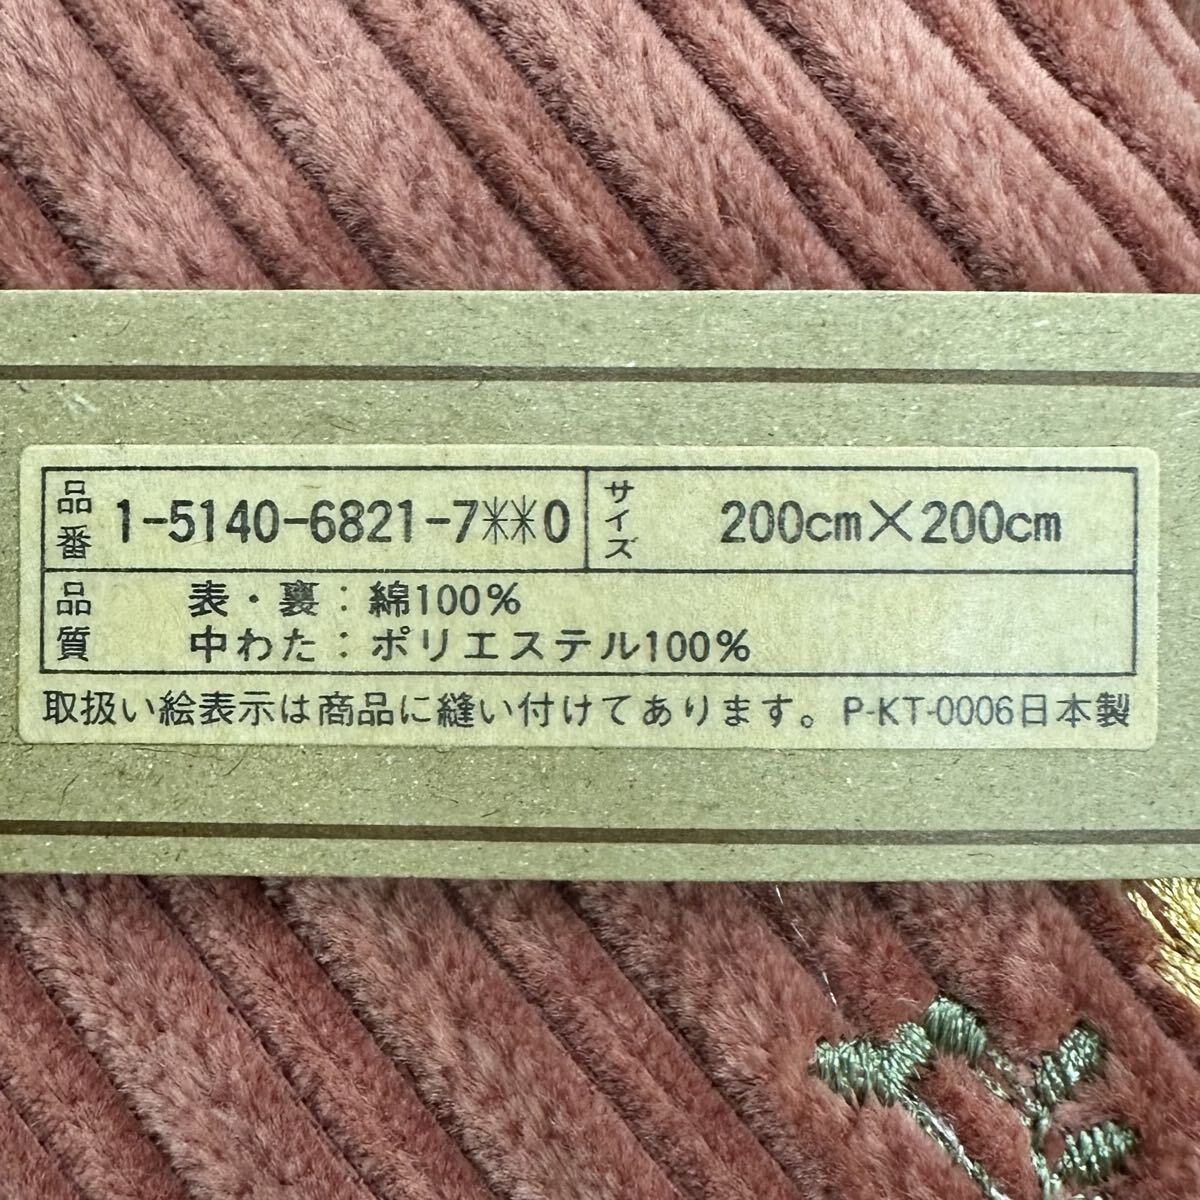 品番 1-5140-6821-7**0 サイズ 200cm×200cm
品質 表・裏：綿100%
中わた：ポリエステル100%
取扱い絵表示は商品に縫い付けてあります。 P-KT-0006日本製